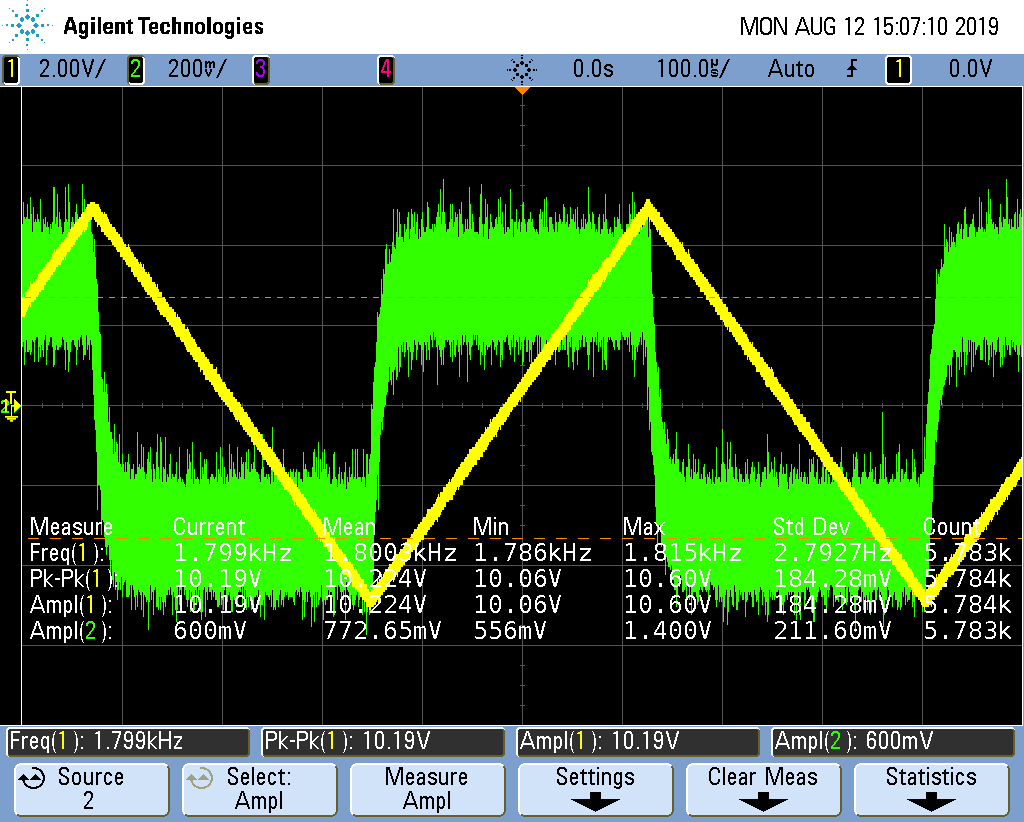 Agilent Technologies MON AUG 12 15:07:10 2019
1 2.00V/ 2 200mV/ 3 4 0.0s 100.0µs/ Auto 1 0.0V
Measure Current Mean Min Max Std Dev Count
Freq(1): 1.799kHz 1.8003kHz 1.786kHz 1.815kHz 2.7927Hz 5.783k
Pk-Pk(1): 10.19V 10.224V 10.06V 10.60V 184.28mV 5.784k
Ampl(1): 10.19V 10.224V 10.06V 10.60V 184.28mV 5.784k
Ampl(2): 600mV 772.65mV 556mV 1.400V 211.60mV 5.783k
Freq(1): 1.799kHz Pk-Pk(1): 10.19V Ampl(1): 10.19V Ampl(2): 600mV
Source Select: Measure Settings Clear Meas Statistics
2 Ampl Ampl